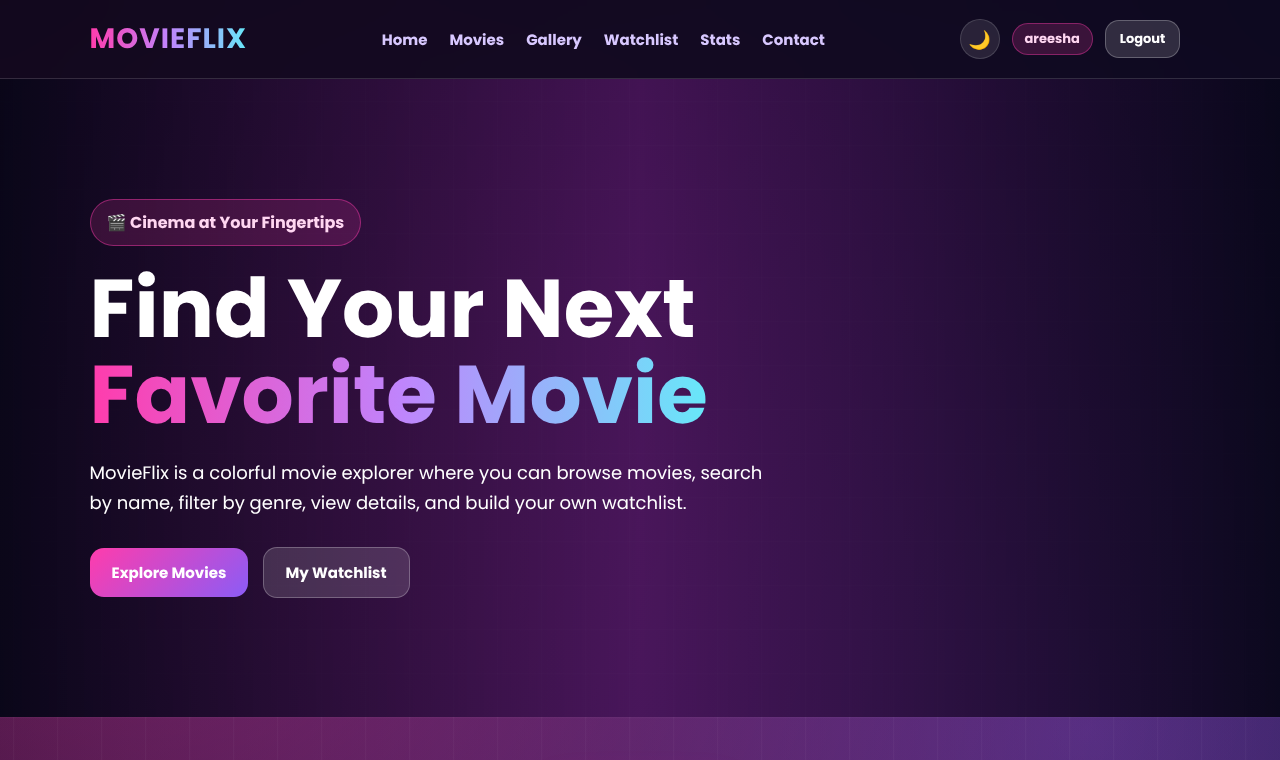 MOVIEFLIX
Home Movies Gallery Watchlist Stats Contact
areesha
Logout
Cinema at Your Fingertips
Find Your Next
Favorite Movie
MovieFlix is a colorful movie explorer where you can browse movies, search
by name, filter by genre, view details, and build your own watchlist.
Explore Movies
My Watchlist